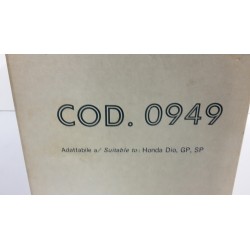 COD. 0949
Adattabile a/ Suitable to: Honda Dio, GP, SP